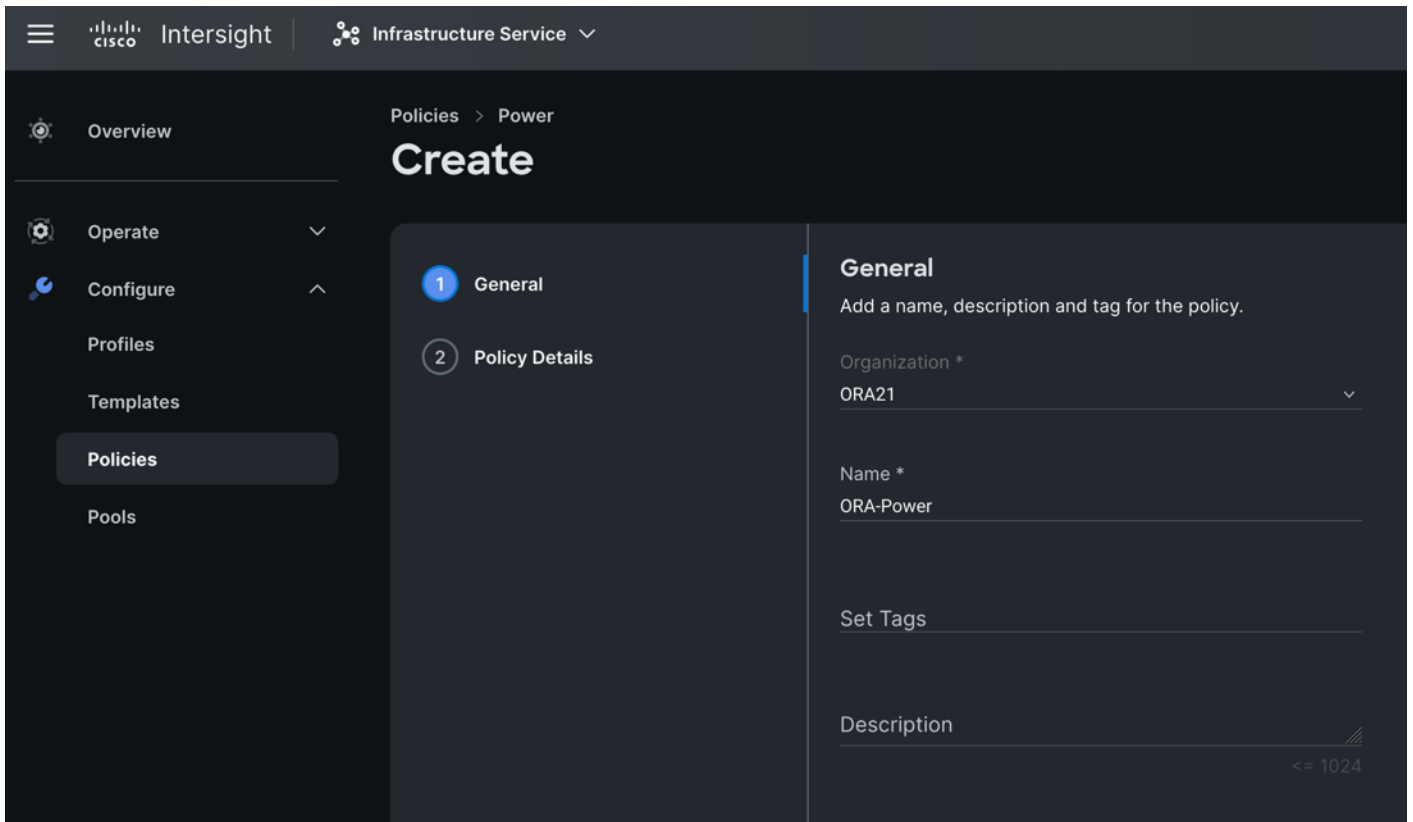 cisco Intersight Infrastructure Service
Overview
Operate
Configure
Profiles
Templates
Policies
Pools
Policies > Power
Create
1 General
2 Policy Details
General
Add a name, description and tag for the policy.
Organization *
ORA21
Name *
ORA-Power
Set Tags
Description
<= 1024